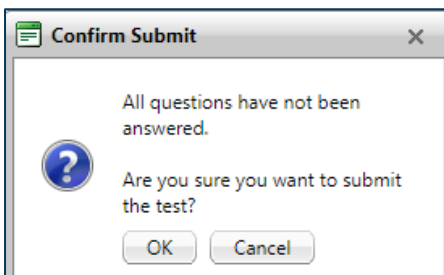 Confirm Submit
All questions have not been
answered.
Are you sure you want to submit
the test?
OK Cancel